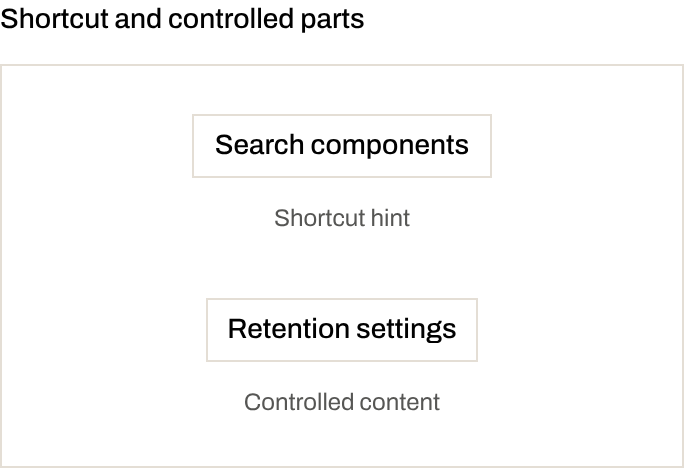 Shortcut and controlled parts
Search components
Shortcut hint
Retention settings
Controlled content